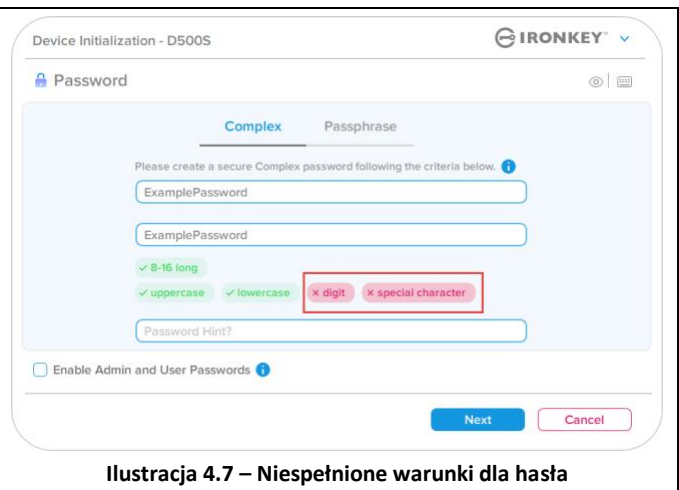 Device Initialization - D500S
IRONKEY™
Password
Complex Passphrase
Please create a secure Complex password following the criteria below.
ExamplePassword
ExamplePassword
✓ 8-16 long
✓ uppercase ✓ lowercase × digit × special character
Password Hint?
Enable Admin and User Passwords
Next Cancel
Ilustracja 4.7 – Niespełnione warunki dla hasła